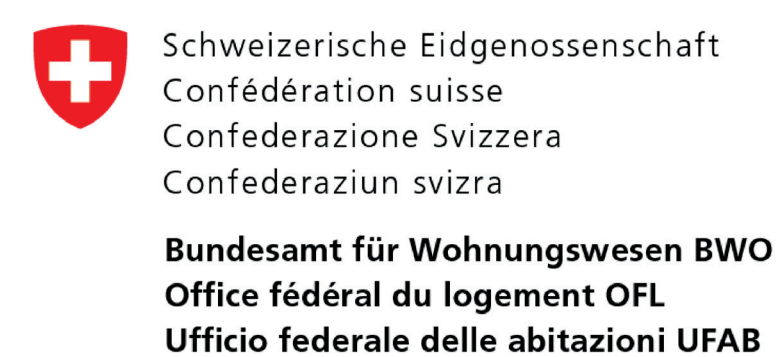 Schweizerische Eidgenossenschaft
Confédération suisse
Confederazione Svizzera
Confederaziun svizra
Bundesamt für Wohnungswesen BWO
Office fédéral du logement OFL
Ufficio federale delle abitazioni UFAB